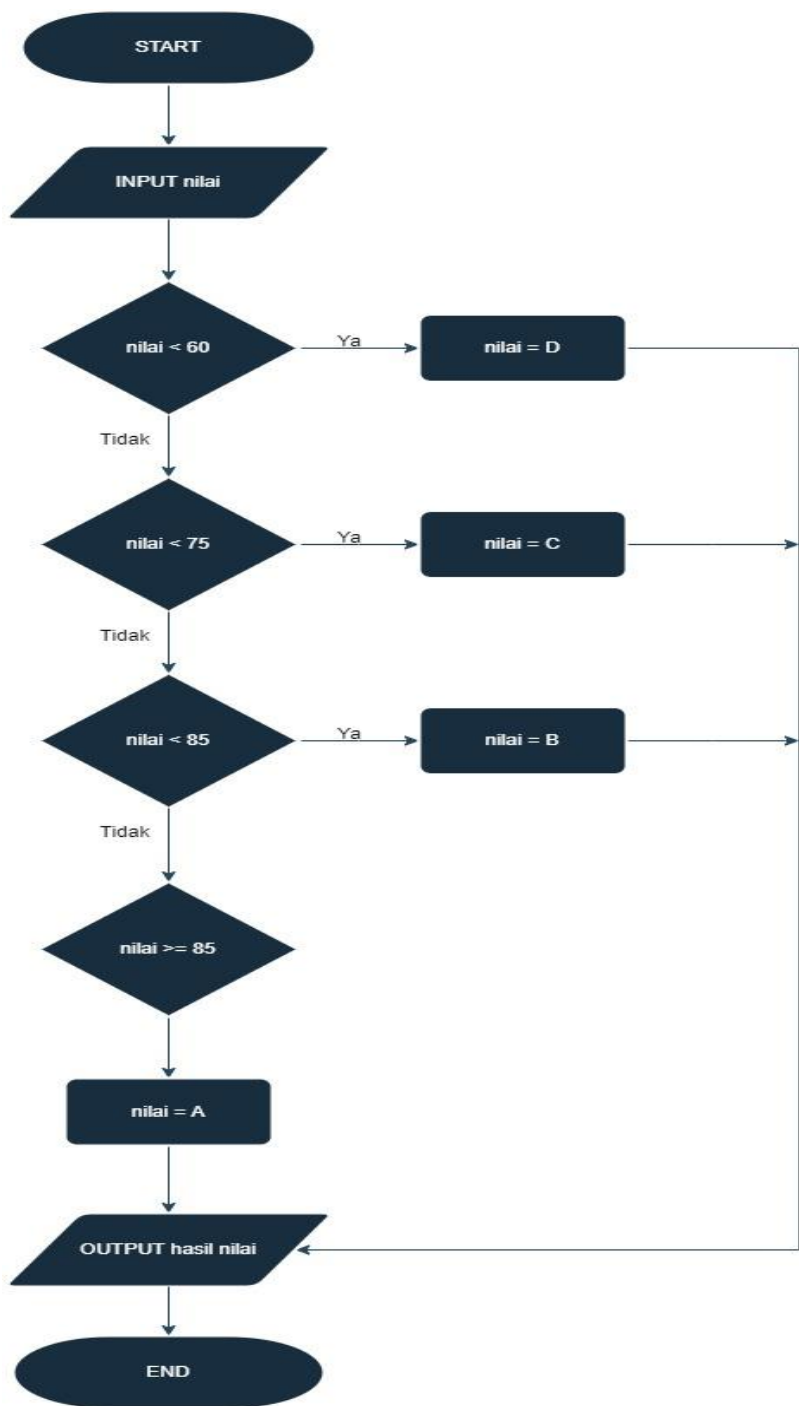 START
INPUT nilai
nilai < 60
Ya
nilai = D
Tidak
nilai < 75
Ya
nilai = C
Tidak
nilai < 85
Ya
nilai = B
Tidak
nilai >= 85
nilai = A
OUTPUT hasil nilai
END